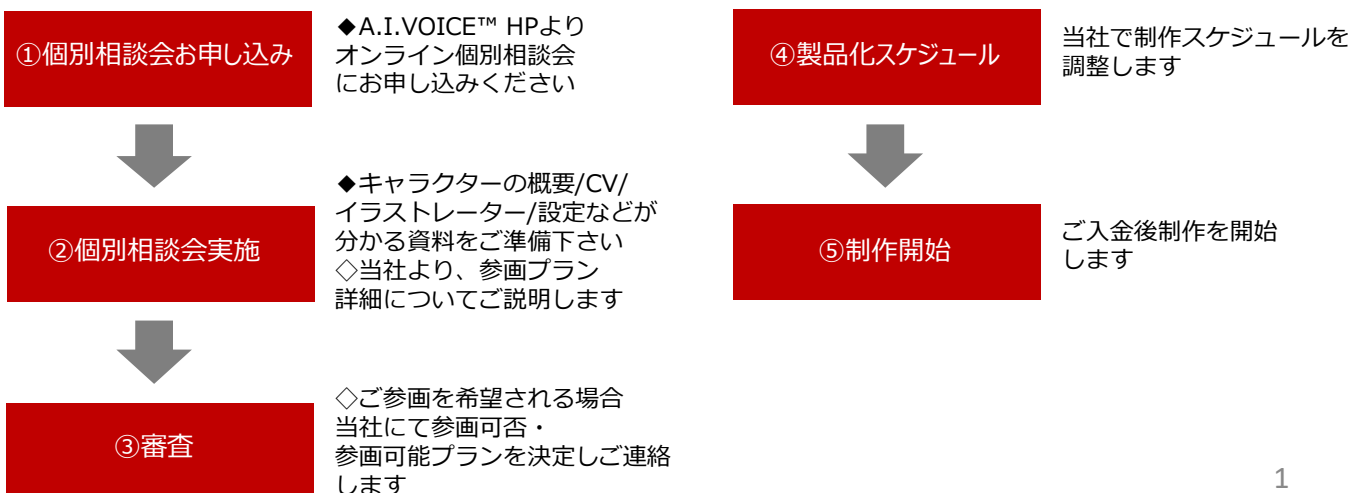 ①個別相談会お申し込み
◆A.I.VOICE™ HPより
オンライン個別相談会
にお申し込みください
②個別相談会実施
◆キャラクターの概要/CV/
イラストレーター/設定などが
分かる資料をご準備下さい
◇当社より、参画プラン
詳細についてご説明します
③審査
◇ご参画を希望される場合
当社にて参画可否・
参画可能プランを決定しご連絡
します
④製品化スケジュール
当社で制作スケジュールを
調整します
⑤制作開始
ご入金後制作を開始
します
1